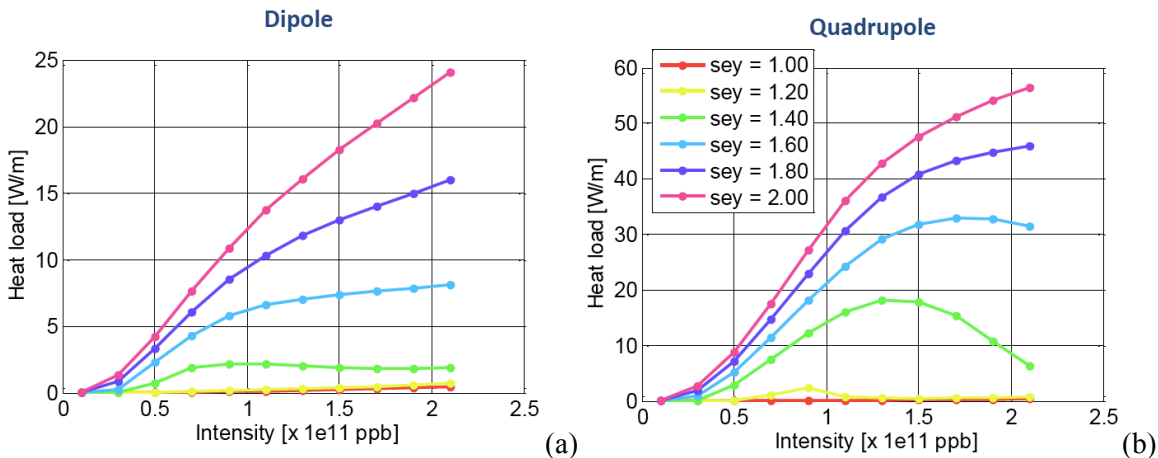 Dipole
Heat load [W/m]
25
20
15
10
5
0
0 0.5 1 1.5 2 2.5
Intensity [x 1e11 ppb]
(a)
Quadrupole
Heat load [W/m]
60
50
40
30
20
10
0
sey = 1.00
sey = 1.20
sey = 1.40
sey = 1.60
sey = 1.80
sey = 2.00
0 0.5 1 1.5 2 2.5
Intensity [x 1e11 ppb]
(b)